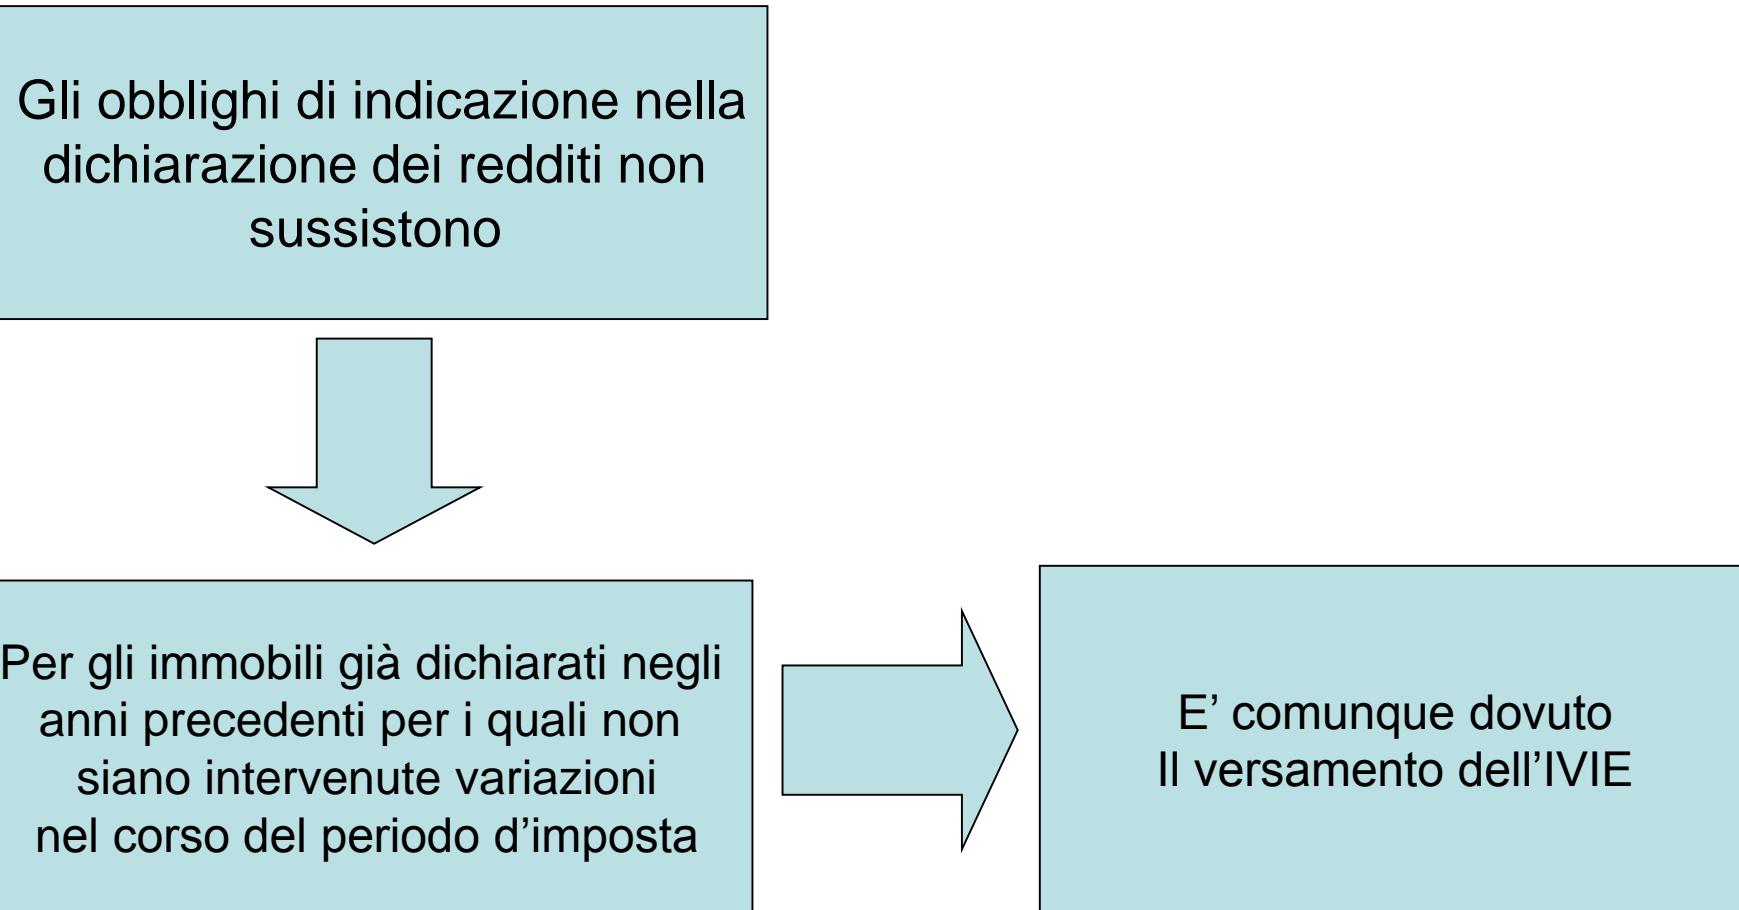 Gli obblighi di indicazione nella
dichiarazione dei redditi non
sussistono
Per gli immobili già dichiarati negli
anni precedenti per i quali non
siano intervenute variazioni
nel corso del periodo d'imposta
E' comunque dovuto
Il versamento dell'IVIE